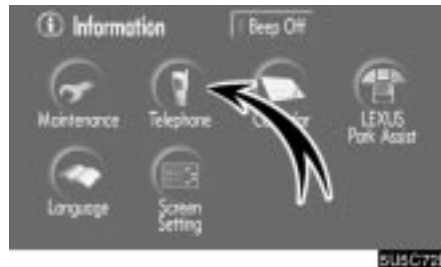 i Information
Beep Off
Maintenance Telephone LEXUS
Park Assist
Language Screen
Setting